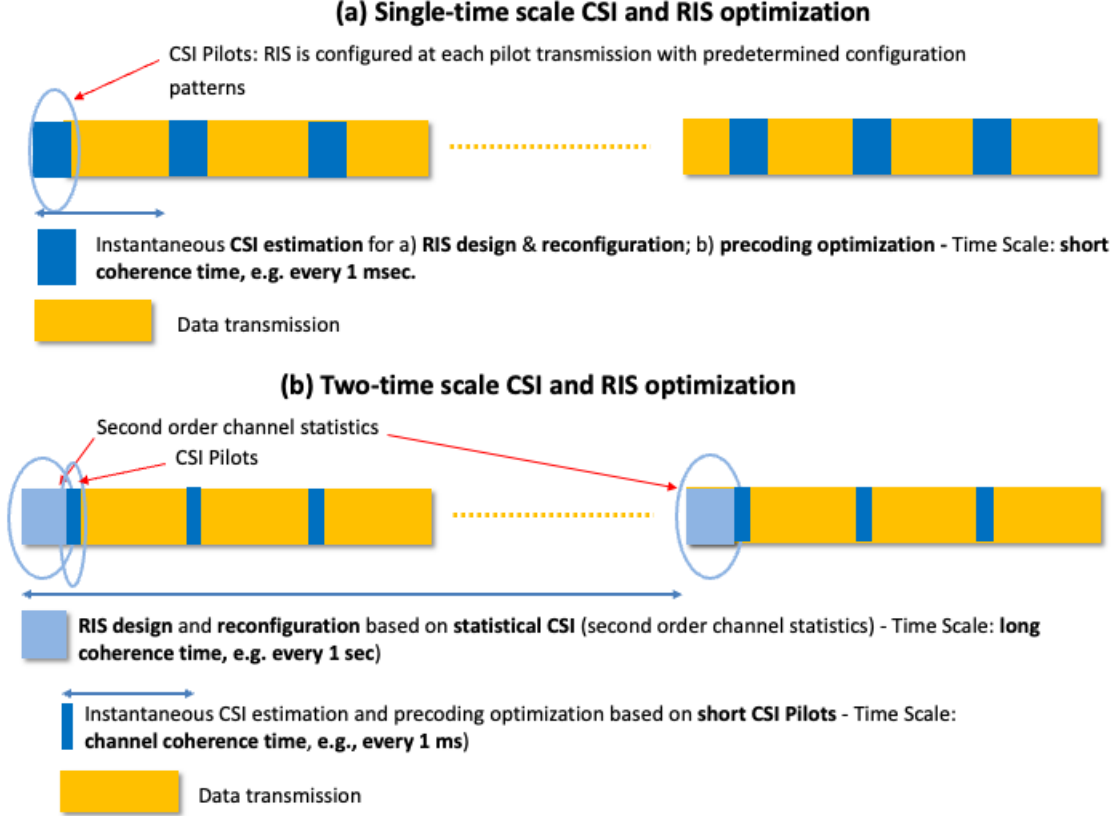 (a) Single-time scale CSI and RIS optimization
CSI Pilots: RIS is configured at each pilot transmission with predetermined configuration
patterns
Instantaneous CSI estimation for a) RIS design & reconfiguration; b) precoding optimization - Time Scale: short
coherence time, e.g. every 1 msec.
Data transmission
(b) Two-time scale CSI and RIS optimization
Second order channel statistics
CSI Pilots
RIS design and reconfiguration based on statistical CSI (second order channel statistics) - Time Scale: long
coherence time, e.g. every 1 sec)
Instantaneous CSI estimation and precoding optimization based on short CSI Pilots - Time Scale:
channel coherence time, e.g., every 1 ms)
Data transmission